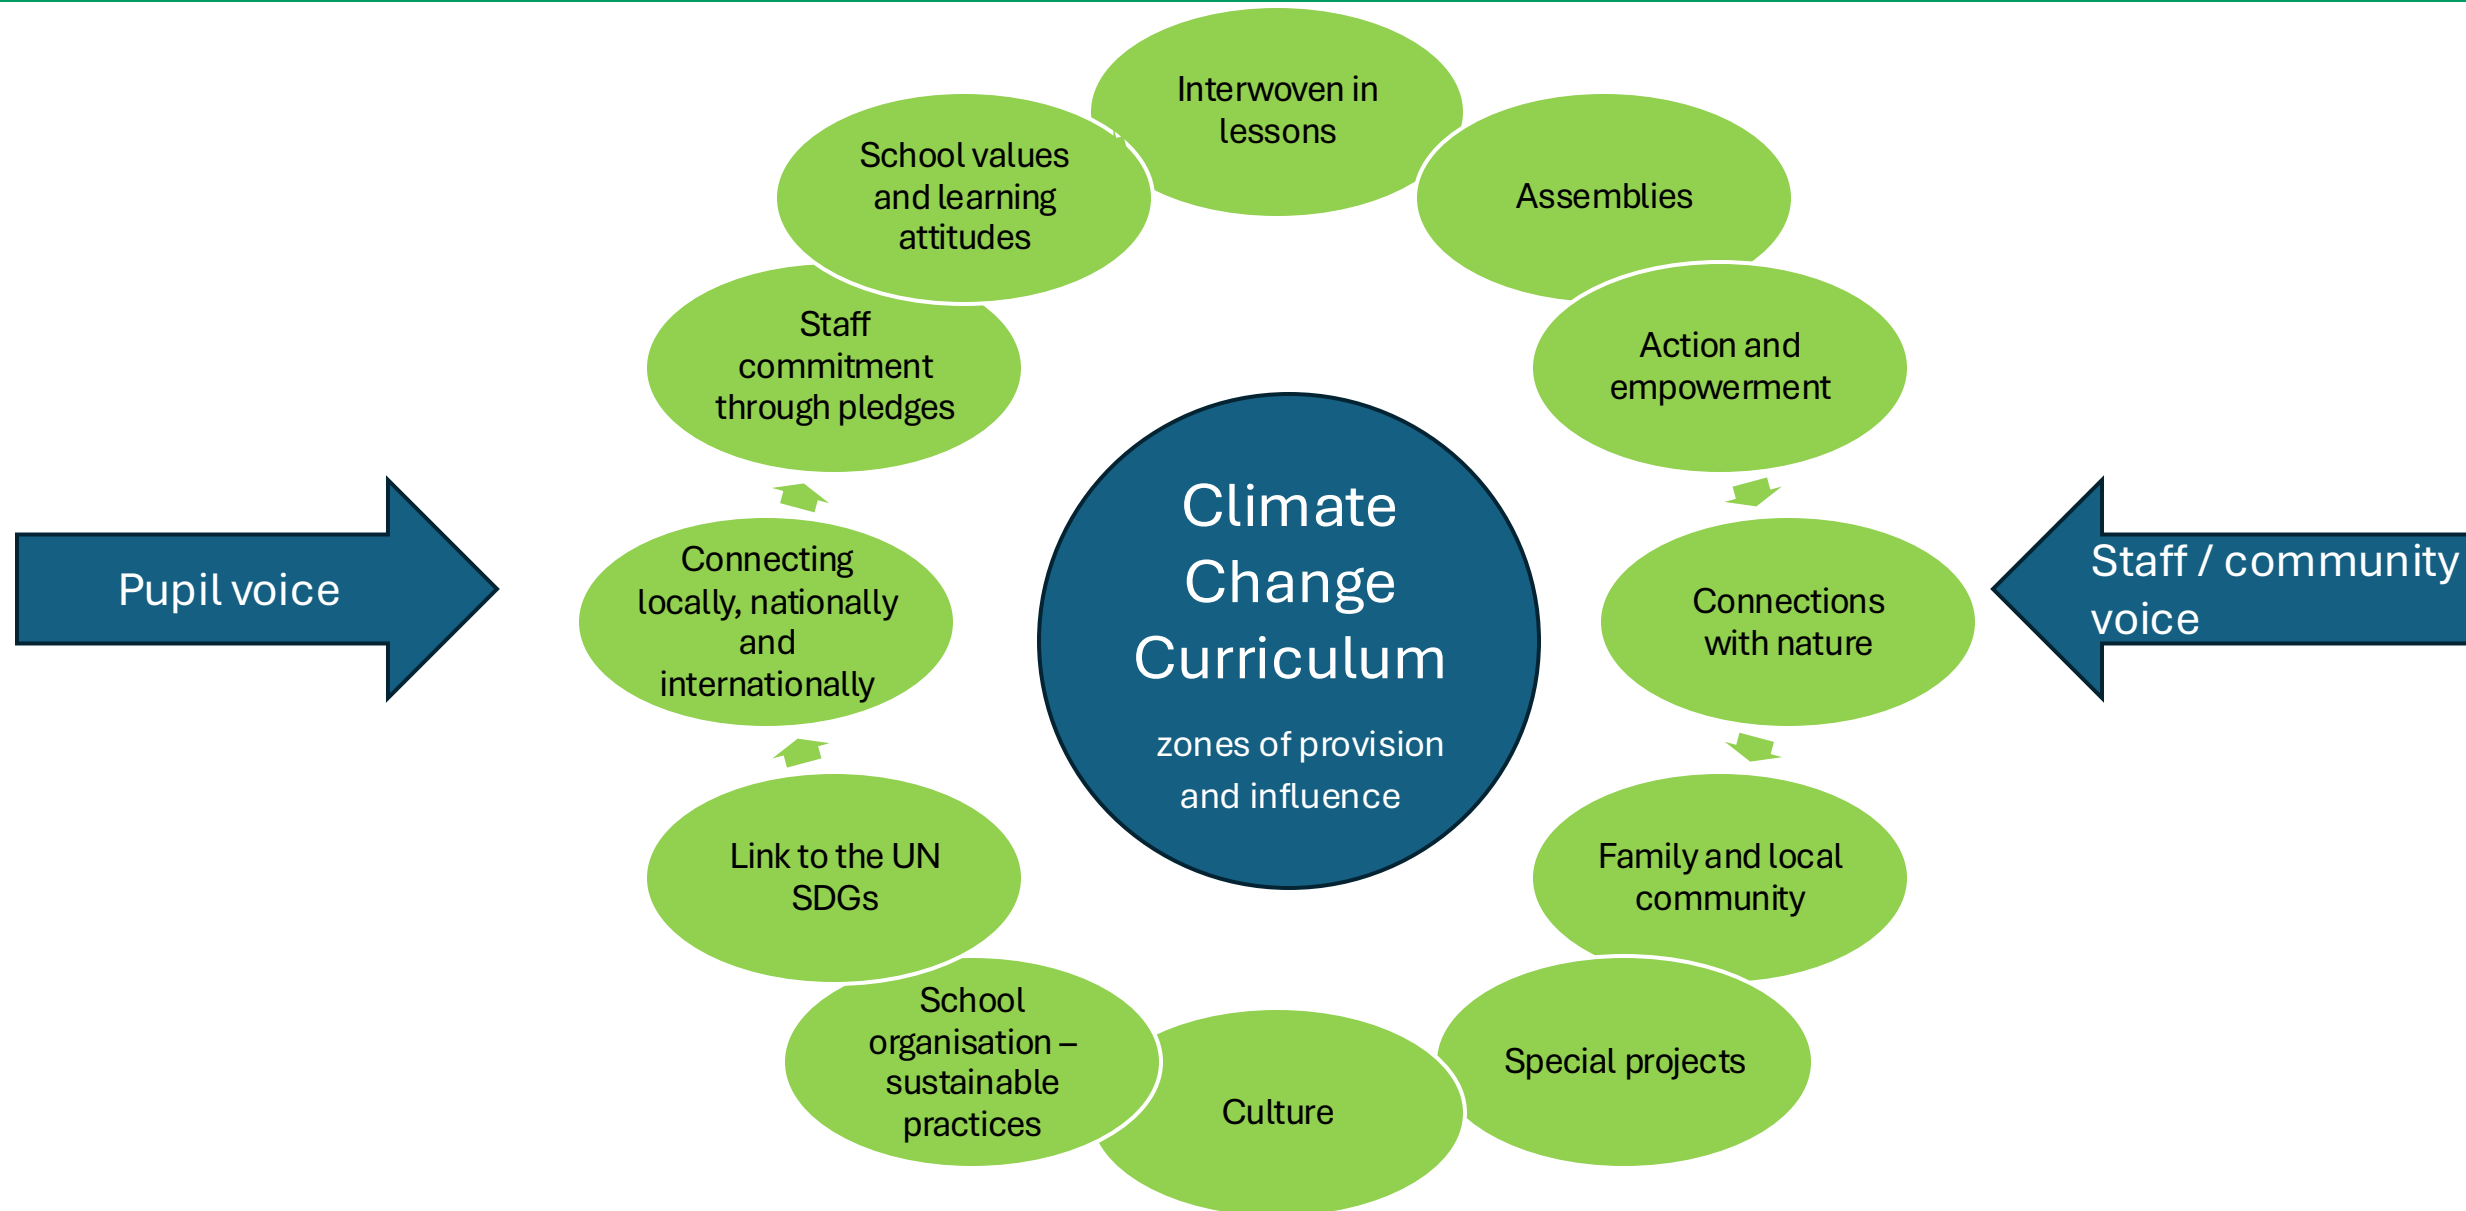 Interwoven in
lessons
Assemblies
Action and
empowerment
Connections
with nature
Family and local
community
Special projects
Culture
School
organisation –
sustainable
practices
Link to the UN
SDGs
Connecting
locally, nationally
and
internationally
Staff
commitment
through pledges
School values
and learning
attitudes
Climate
Change
Curriculum
zones of provision
and influence
Pupil voice
Staff / community
voice